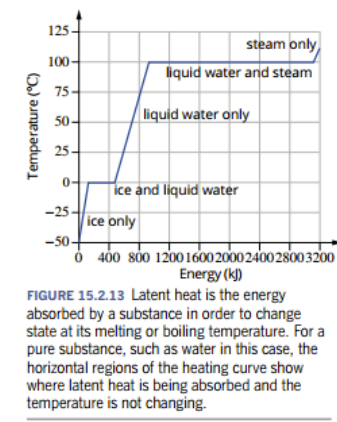 125
steam only
100
liquid water and steam
75
50
liquid water only
25
0
ice and liquid water
−25
ice only
−50
Temperature (°C)
0 400 800 1200 1600 2000 2400 2800 3200
Energy (kJ)
FIGURE 15.2.13 Latent heat is the energy
absorbed by a substance in order to change
state at its melting or boiling temperature. For a
pure substance, such as water in this case, the
horizontal regions of the heating curve show
where latent heat is being absorbed and the
temperature is not changing.